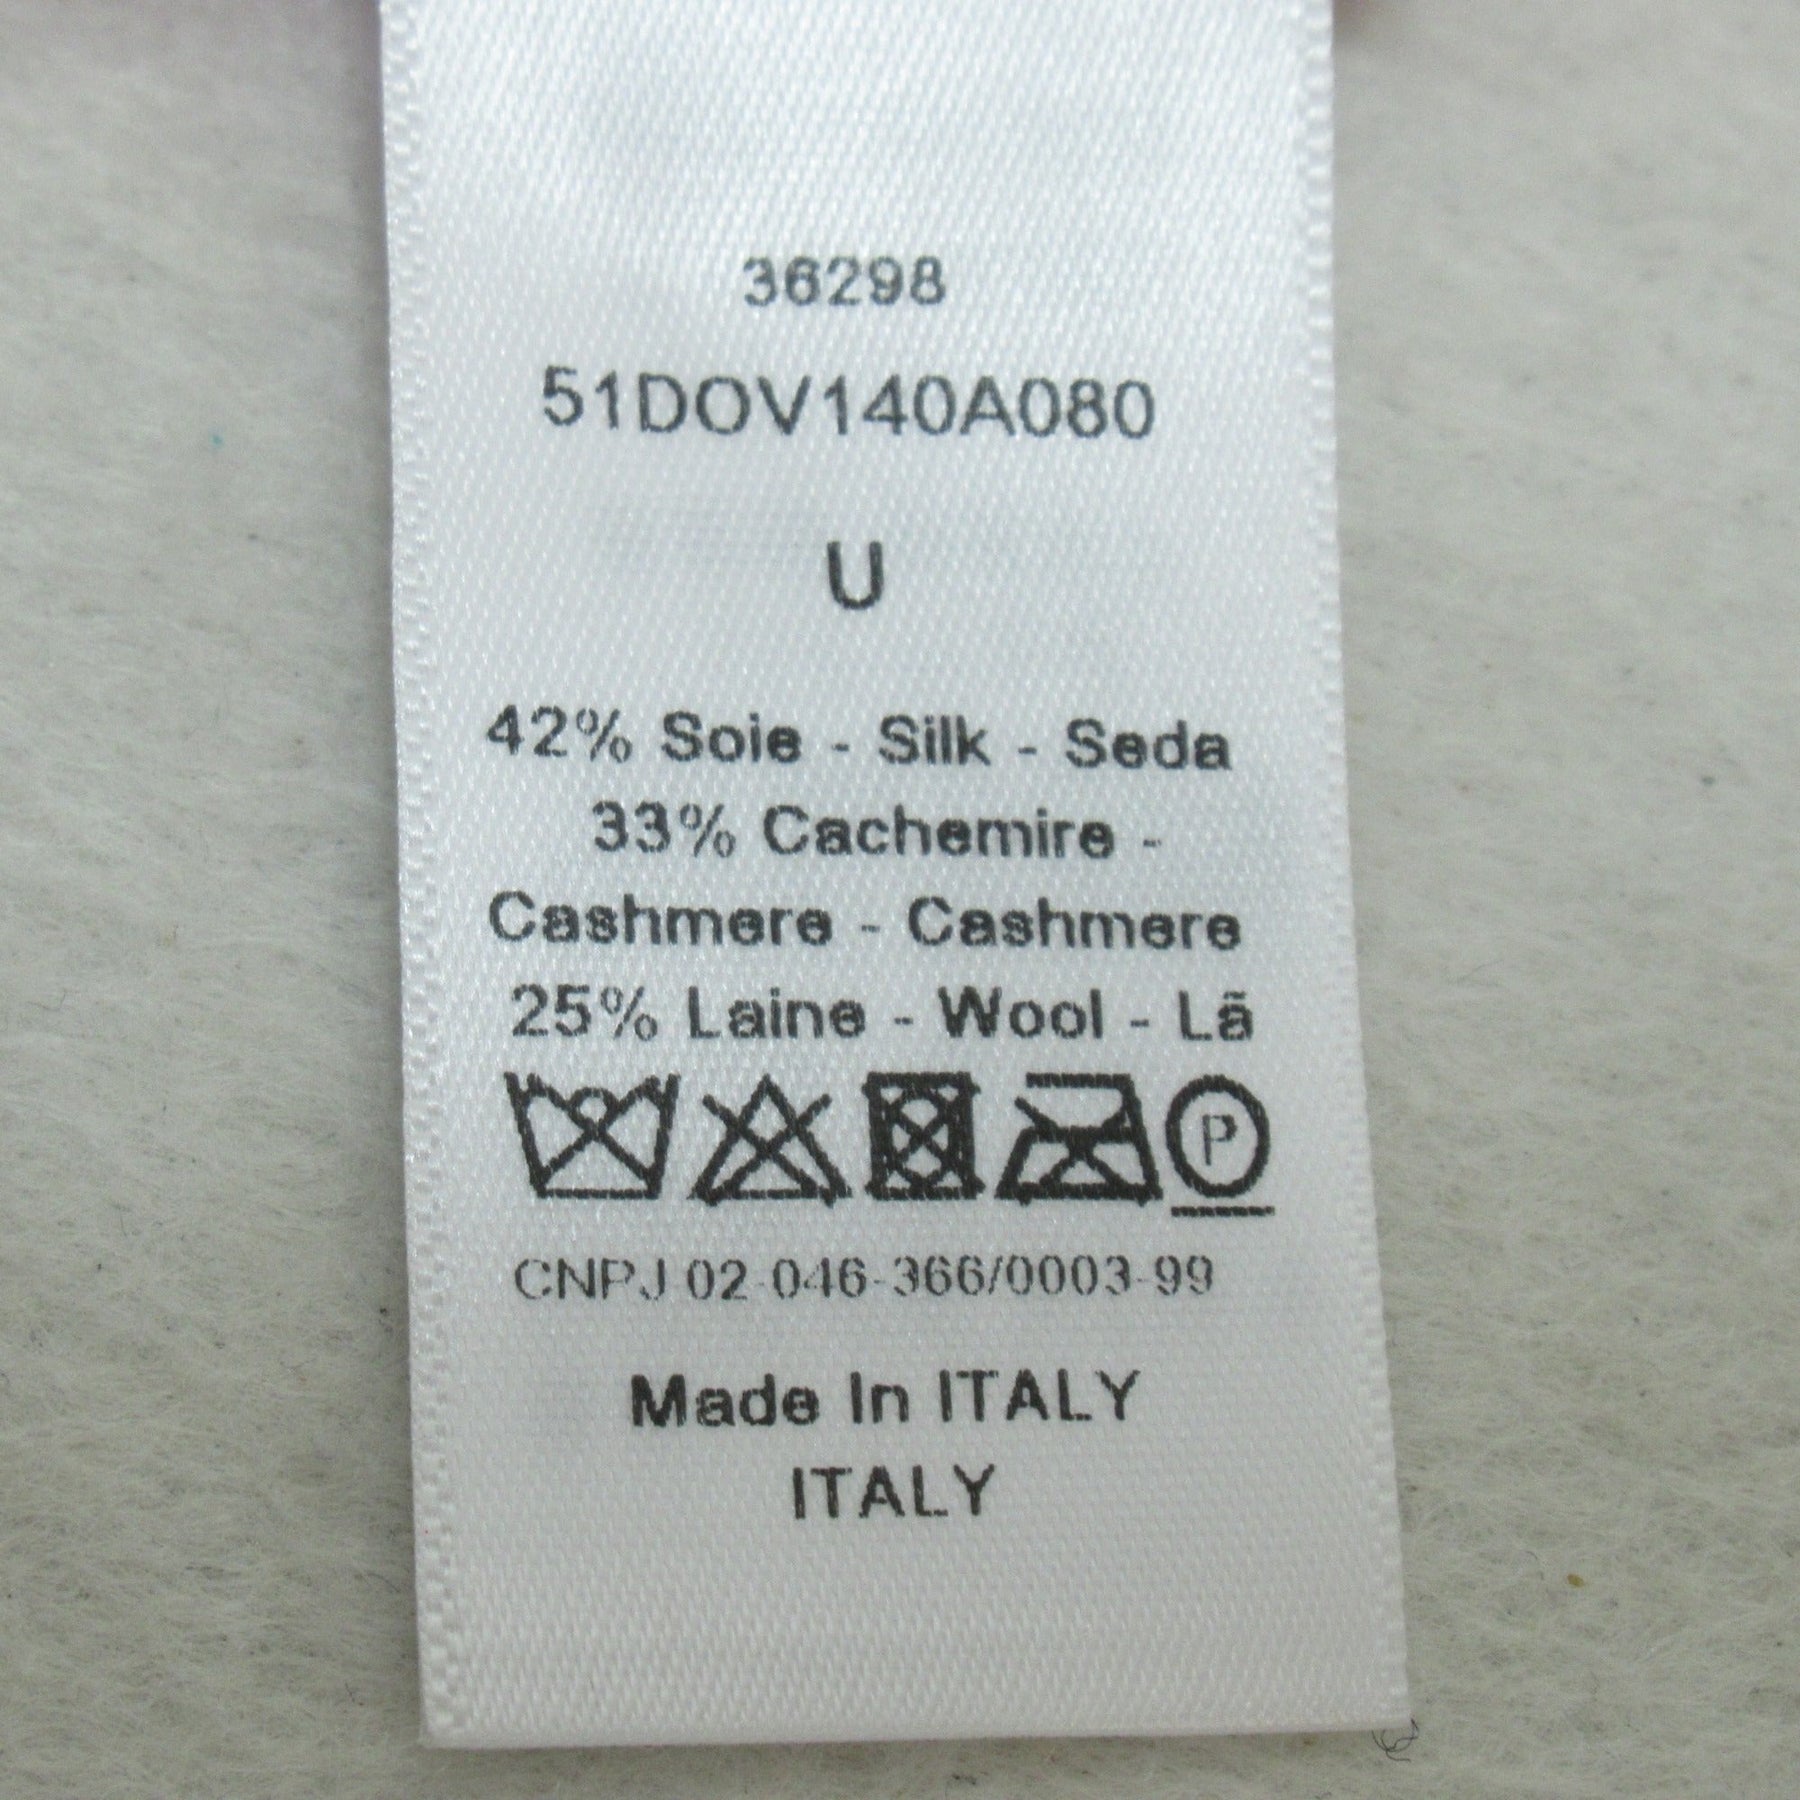 36298
51DOV140A080
U
42% Soie - Silk - Seda
33% Cachemire -
Cashmere - Cashmere
25% Laine - Wool - Lã
P
CNPJ 02-046-366/0003-99
Made In ITALY
ITALY